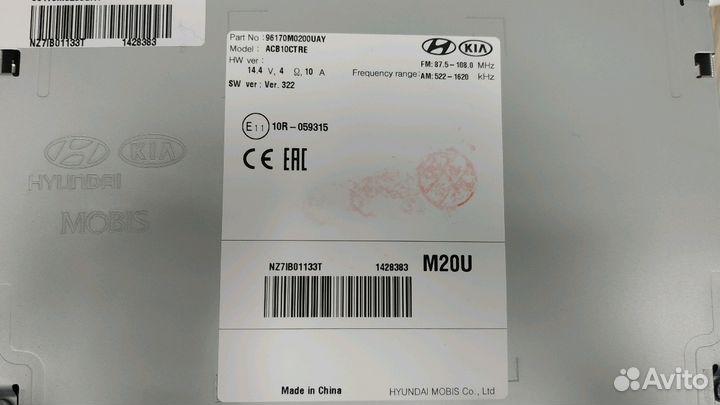 NZ7IB01133T 1428383
Part No :96170M0200UAY
Model : ACB10CTRE
HW ver :
14.4 V, 4 Ω, 10 A
SW ver : Ver. 322
HYUNDAI KIA
FM: 87.5-108.0 MHz
Frequency range:
AM: 522-1620 kHz
E11 10R-059315
CE EAC
KIA
HYUNDAI
MOBIS
NZ7IB01133T 1428383 M20U
Made in China HYUNDAI MOBIS Co., Ltd
Avito